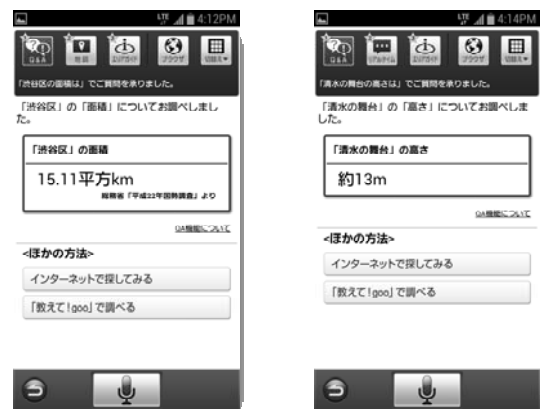 LTE 4:12PM
Q&A 地図 エリアガイド ブラウザ 切替え▼
「渋谷区の面積は」でご質問を承りました。
「渋谷区」の「面積」についてお調べしまし
た。
「渋谷区」の面積
15.11平方km
総務省「平成22年国勢調査」より
QA機能について
<ほかの方法>
インターネットで探してみる
「教えて!goo」で調べる
LTE 4:14PM
Q&A リアルタイム エリアガイド ブラウザ 切替え▼
「清水の舞台の高さは」でご質問を承りました。
「清水の舞台」の「高さ」についてお調べしま
した。
「清水の舞台」の高さ
約13m
QA機能について
<ほかの方法>
インターネットで探してみる
「教えて!goo」で調べる